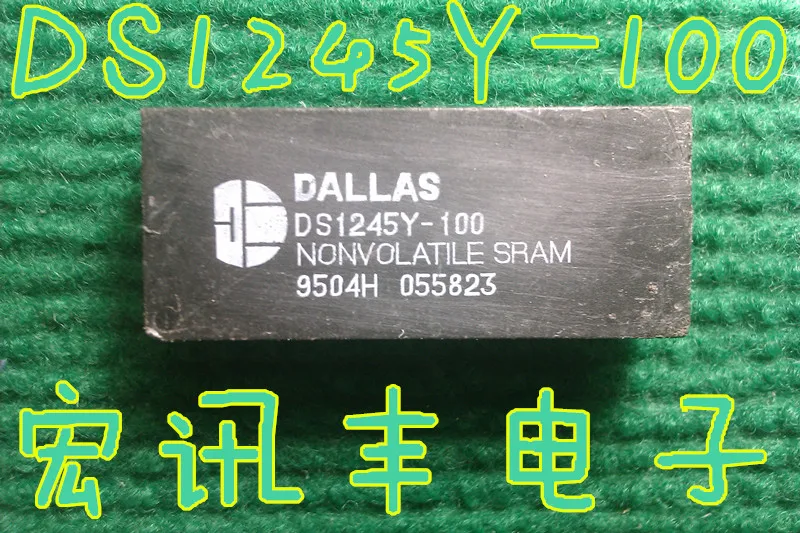 DS1245Y-100
DALLAS
DS1245Y-100
NONVOLATILE SRAM
9504H 055823
宏讯丰电子